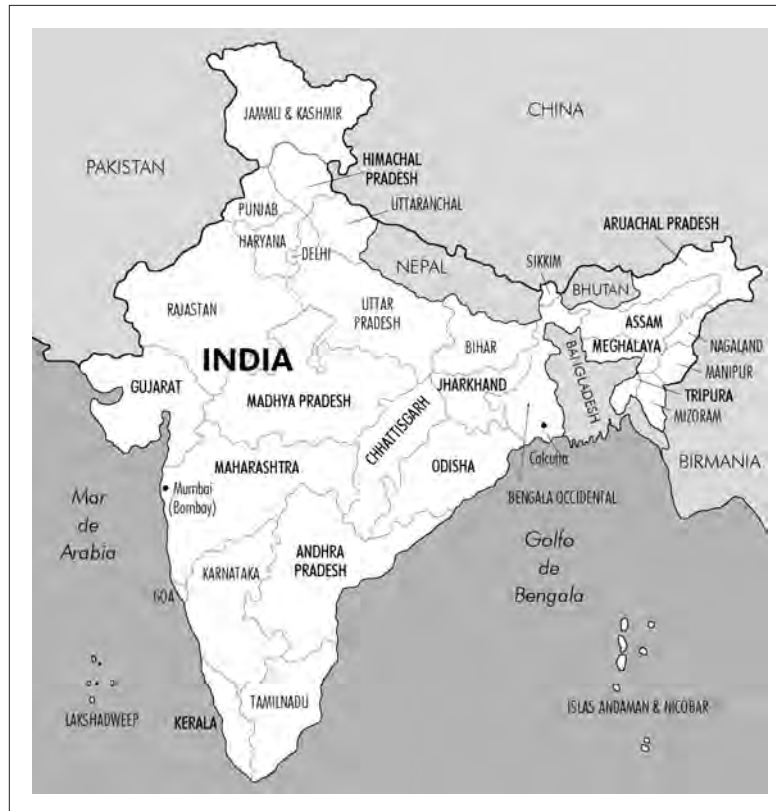 JAMMU & KASHMIR
CHINA
PAKISTAN
HIMACHAL
PRADESH
PUNJAB
UTTARANCHAL
HARYANA
DELHI
NEPAL
SIKKIM
ARUACHAL PRADESH
BHUTAN
RAJASTAN
UTTAR
PRADESH
BIHAR
ASSAM
MEGHALAYA
NAGALAND
MANIPUR
BANGLADESH
TRIPURA
MIZORAM
INDIA
GUJARAT
MADHYA PRADESH
JHARKHAND
CHHATTISGARH
MAHARASHTRA
ODISHA
Calcutta
BIRMANIA
BENGALA OCCIDENTAL
Mar
de
Arabia
Mumbai
(Bombay)
Golfo
de
Bengala
ANDHRA
PRADESH
KARNATAKA
GOA
TAMILNADU
KERALA
LAKSHADWEEP
ISLAS ANDAMAN & NICOBAR